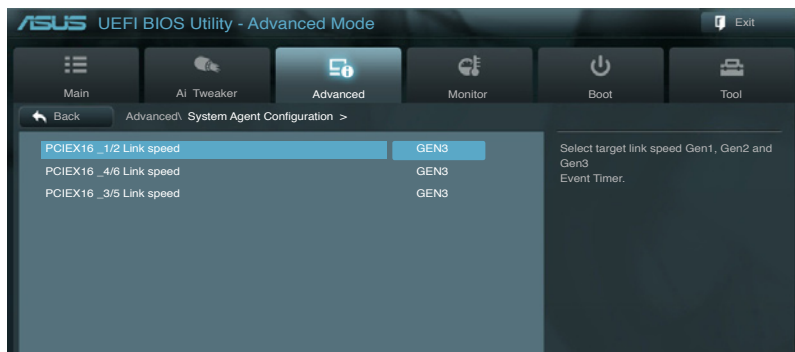 ASUS UEFI BIOS Utility - Advanced Mode
Exit
Main
Ai Tweaker
Advanced
Monitor
Boot
Tool
Back
Advanced\ System Agent Configuration >
PCIEX16 _1/2 Link speed GEN3
PCIEX16 _4/6 Link speed GEN3
PCIEX16 _3/5 Link speed GEN3
Select target link speed Gen1, Gen2 and
Gen3
Event Timer.